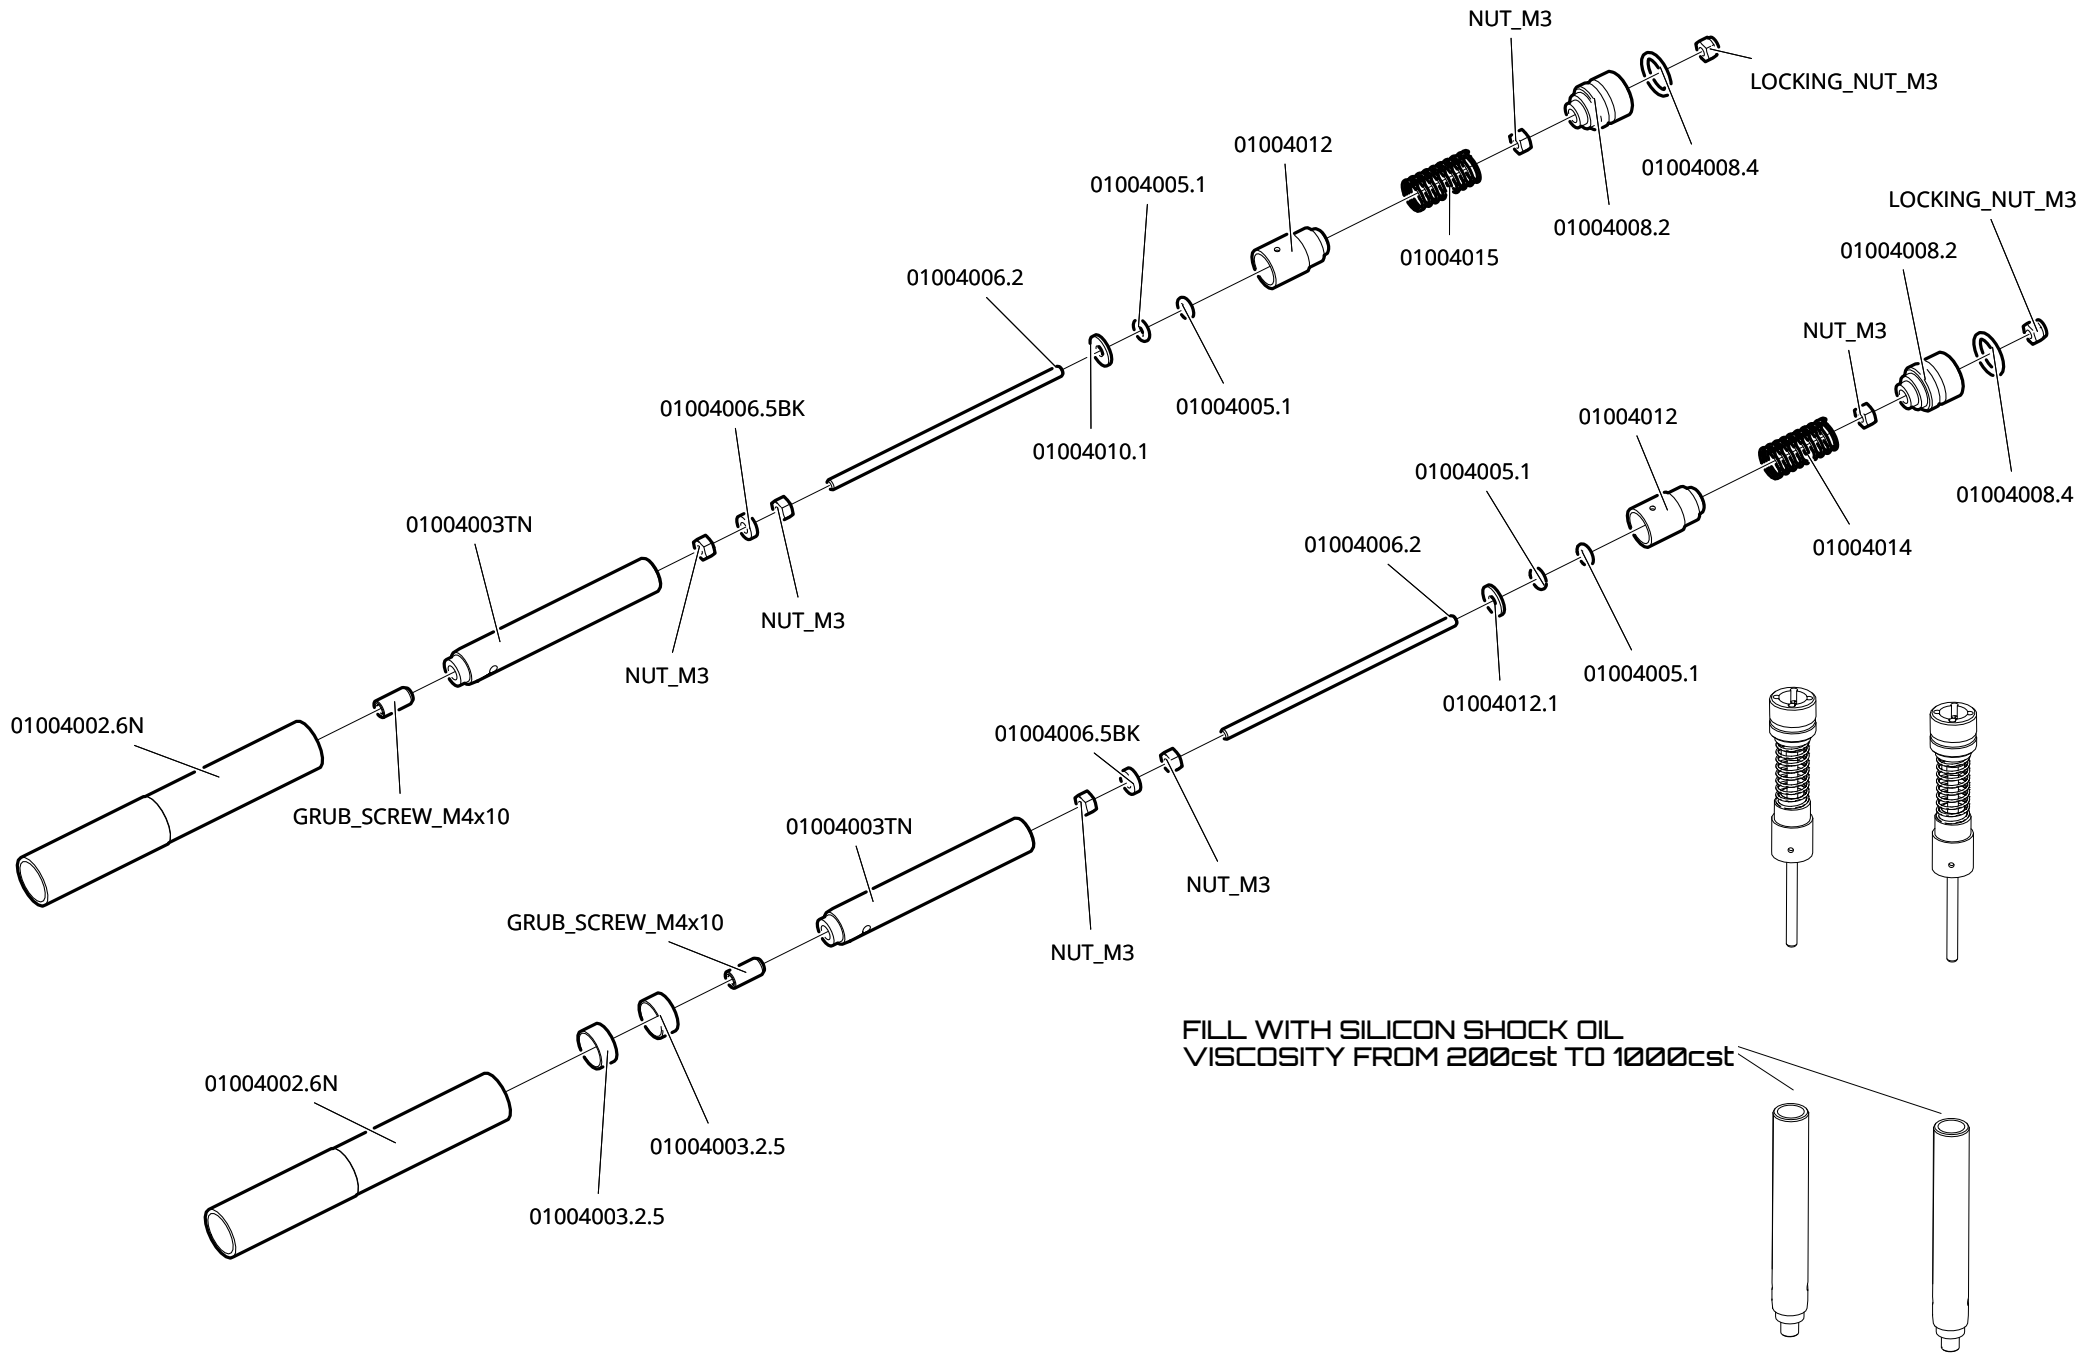 NUT_M3
LOCKING_NUT_M3
01004012
01004008.4
01004005.1
LOCKING_NUT_M3
01004008.2
01004008.2
01004015
01004006.2
NUT_M3
01004006.5BK
01004005.1
01004012
01004010.1
01004005.1
01004008.4
01004003TN
01004006.2
01004014
NUT_M3
NUT_M3
01004005.1
01004012.1
01004002.6N
01004006.5BK
GRUB_SCREW_M4x10
01004003TN
NUT_M3
GRUB_SCREW_M4x10
NUT_M3
FILL WITH SILICON SHOCK OIL
VISCOSITY FROM 200cst TO 1000cst
01004002.6N
01004003.2.5
01004003.2.5